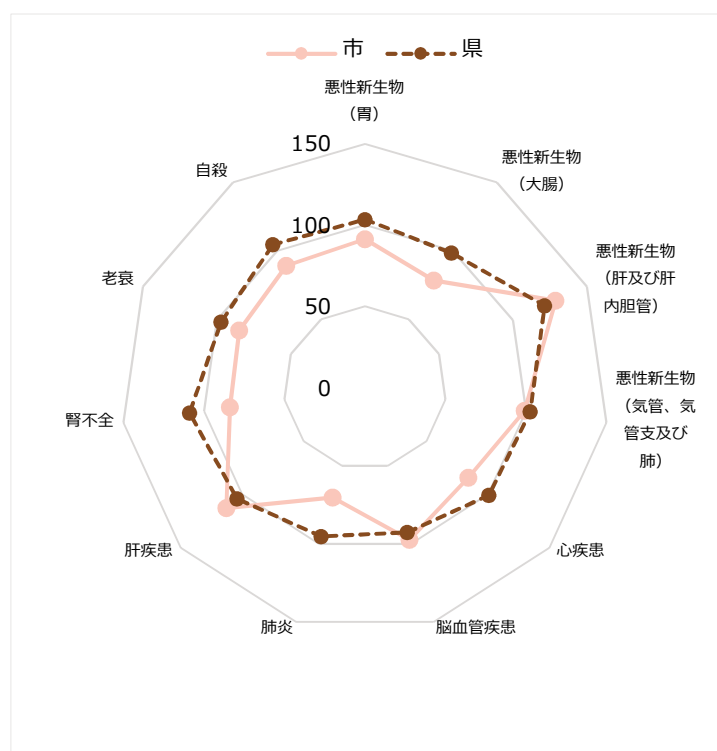 市 県
悪性新生物
（胃）
150
悪性新生物
（大腸）
自殺
100
悪性新生物
（肝及び肝
内胆管）
老衰
50
悪性新生物
（気管、気
管支及び
肺）
0
腎不全
心疾患
肝疾患
脳血管疾患
肺炎